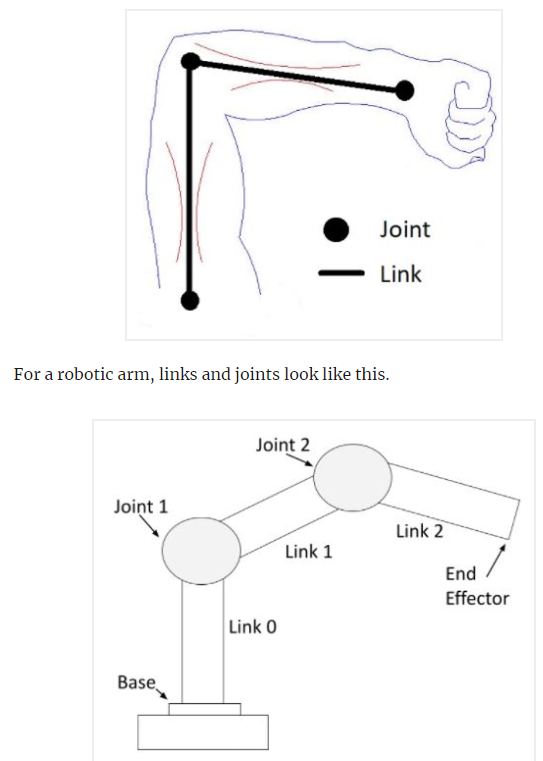 Joint
Link
For a robotic arm, links and joints look like this.
Joint 2
Joint 1
Link 1
Link 2
End
Effector
Link 0
Base